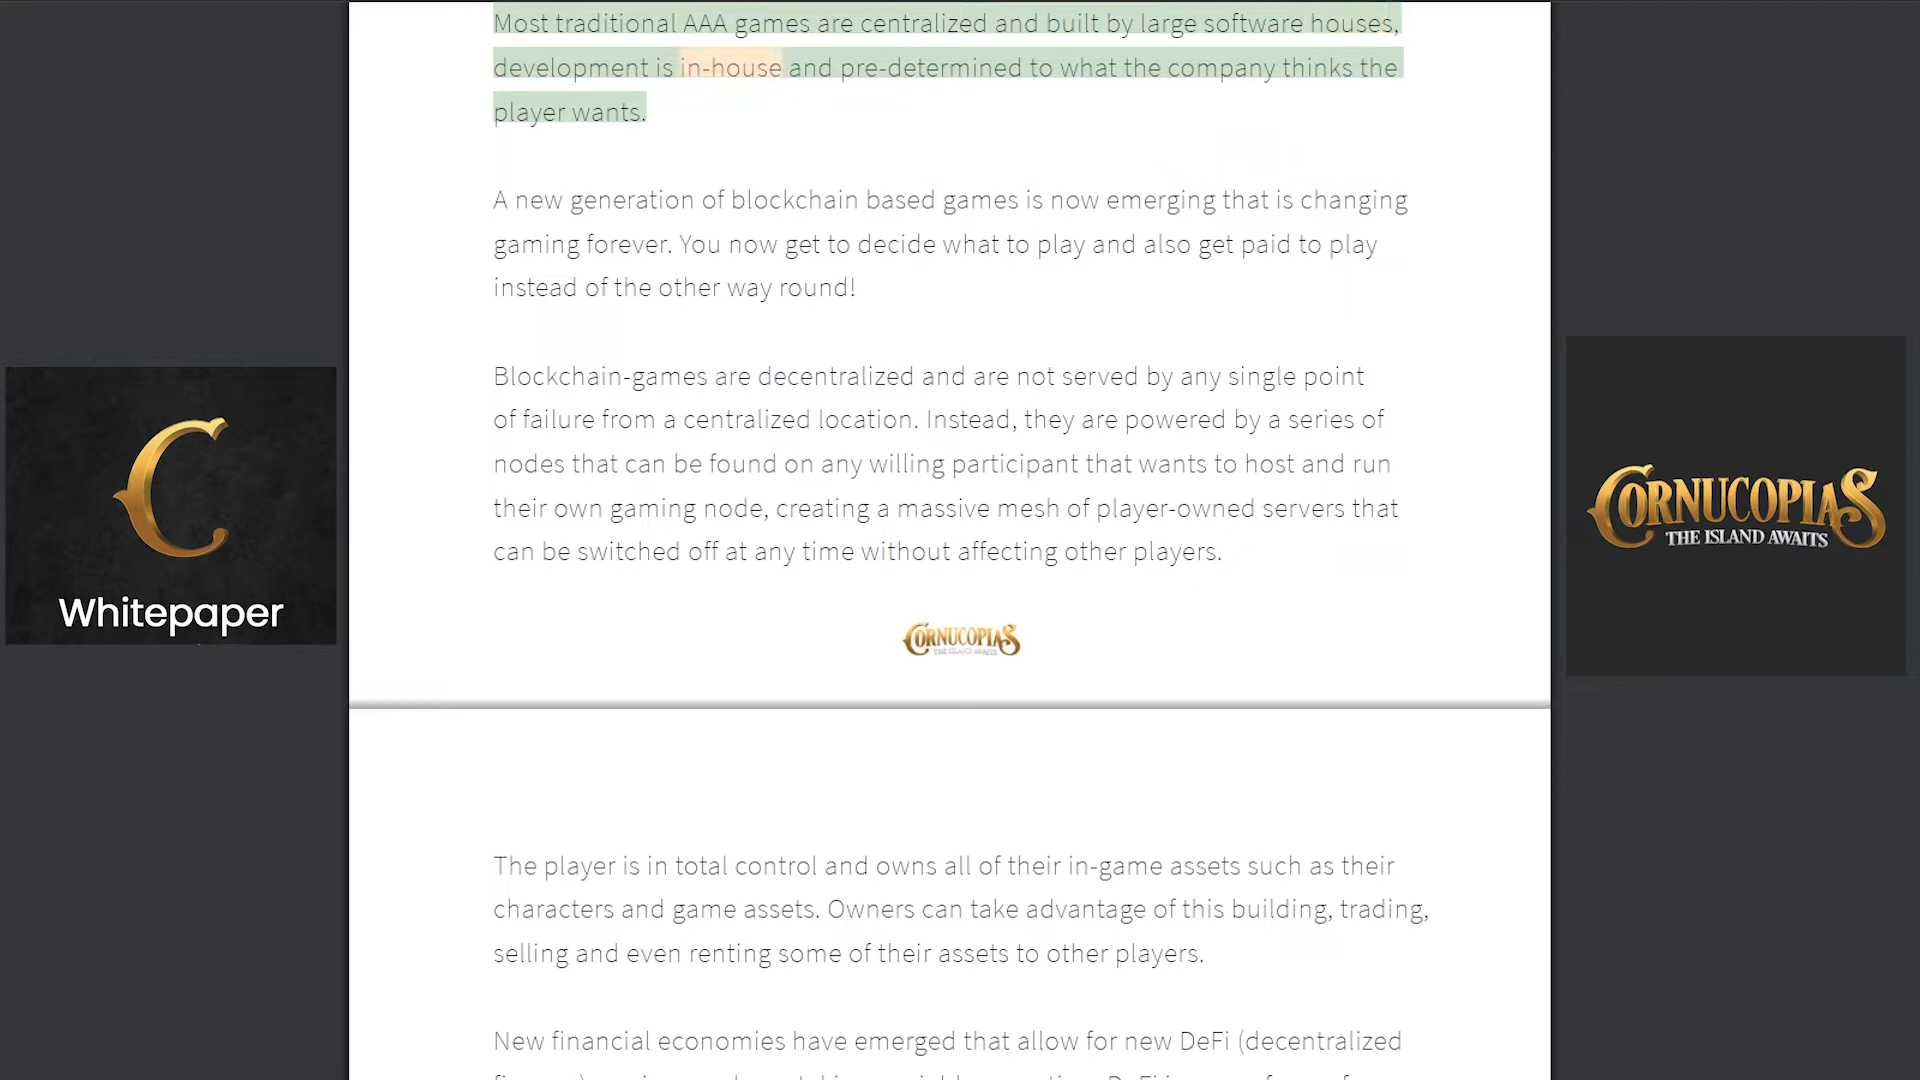 Most traditional AAA games are centralized and built by large software houses,
development is in-house and pre-determined to what the company thinks the
player wants.
A new generation of blockchain based games is now emerging that is changing
gaming forever. You now get to decide what to play and also get paid to play
instead of the other way round!
Blockchain-games are decentralized and are not served by any single point
of failure from a centralized location. Instead, they are powered by a series of
nodes that can be found on any willing participant that wants to host and run
their own gaming node, creating a massive mesh of player-owned servers that
can be switched off at any time without affecting other players.
CORNUCOPIAS
THE ISLAND AWAITS
The player is in total control and owns all of their in-game assets such as their
characters and game assets. Owners can take advantage of this building, trading,
selling and even renting some of their assets to other players.
New financial economies have emerged that allow for new DeFi (decentralized
C
Whitepaper
CORNUCOPIAS
THE ISLAND AWAITS